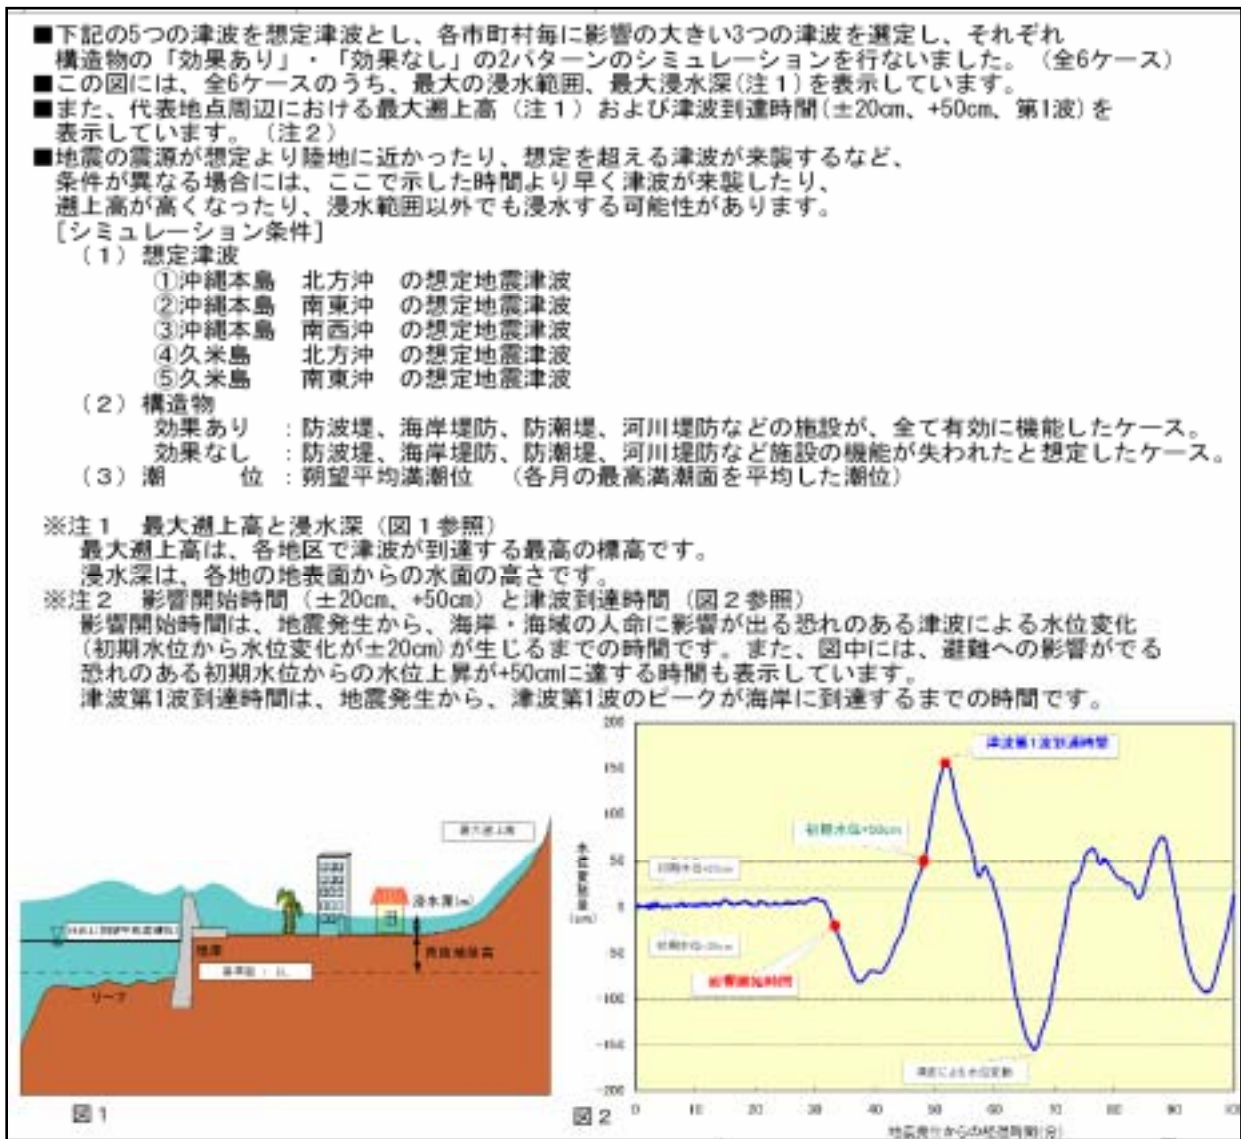 ■下記の5つの津波を想定津波とし、各市町村毎に影響の大きい3つの津波を選定し、それぞれ
構造物の「効果あり」・「効果なし」の2パターンのシミュレーションを行ないました。（全6ケース）
■この図には、全6ケースのうち、最大の浸水範囲、最大浸水深(注１)を表示しています。
■また、代表地点周辺における最大遡上高（注１）および津波到達時間(±20cm、+50cm、第1波)を
表示しています。（注２）
■地震の震源が想定より陸地に近かったり、想定を超える津波が来襲するなど、
条件が異なる場合には、ここで示した時間より早く津波が来襲したり、
遡上高が高くなったり、浸水範囲以外でも浸水する可能性があります。
[シミュレーション条件]
（１）想定津波
①沖縄本島　北方沖　の想定地震津波
②沖縄本島　南東沖　の想定地震津波
③沖縄本島　南西沖　の想定地震津波
④久米島　　北方沖　の想定地震津波
⑤久米島　　南東沖　の想定地震津波
（２）構造物
効果あり　：防波堤、海岸堤防、防潮堤、河川堤防などの施設が、全て有効に機能したケース。
効果なし　：防波堤、海岸堤防、防潮堤、河川堤防など施設の機能が失われたと想定したケース。
（３）潮　　　位：朔望平均満潮位　（各月の最高満潮面を平均した潮位）
※注１　最大遡上高と浸水深（図１参照）
最大遡上高は、各地区で津波が到達する最高の標高です。
浸水深は、各地の地表面からの水面の高さです。
※注２　影響開始時間（±20cm、+50cm）と津波到達時間（図２参照）
影響開始時間は、地震発生から、海岸・海域の人命に影響が出る恐れのある津波による水位変化
(初期水位から水位変化が±20cm)が生じるまでの時間です。また、図中には、避難への影響がでる
恐れのある初期水位からの水位上昇が+50cmに達する時間も表示しています。
津波第1波到達時間は、地震発生から、津波第1波のピークが海岸に到達するまでの時間です。
最大遡上高
浸水深(m)
リーフ
図１
200
150
100
50
0
-50
-100
-150
-200
水位変動量(cm)
津波第1波到達時間
初期水位+50cm
影響開始時間
津波による水位変動
0 10 20 30 40 50 60 70 80 90 100
地震発生からの経過時間(分)
図２